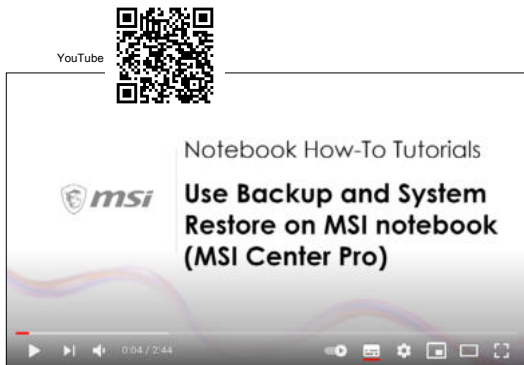 YouTube
Notebook How-To Tutorials
msi
Use Backup and System
Restore on MSI notebook
(MSI Center Pro)
0:04 / 2:44